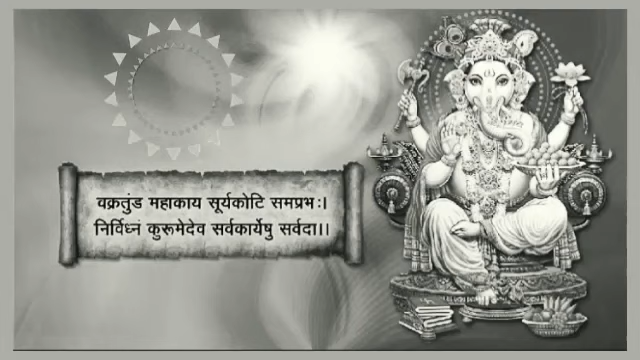 वक्रतुंड महाकाय सूर्यकोटि समप्रभः।
निर्विध्नं कुरूमेदेव सर्वकार्येषु सर्वदा।।